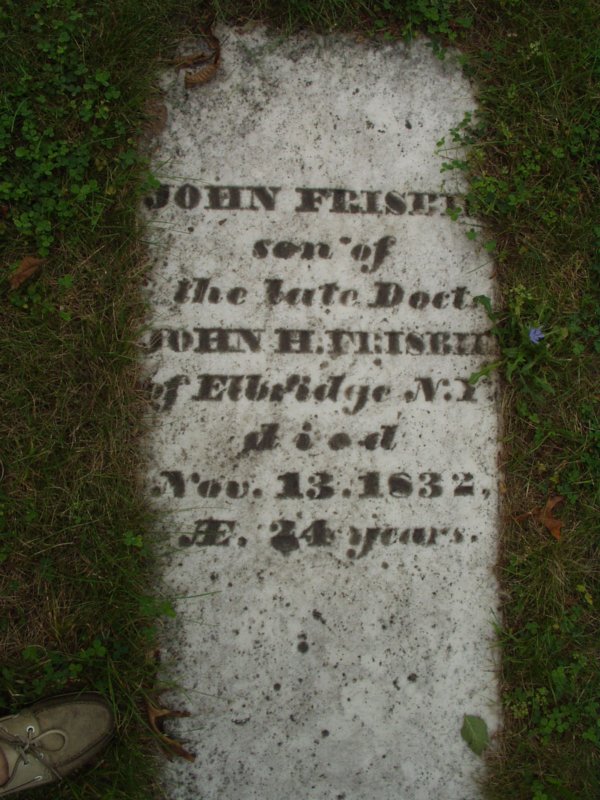 JOHN FRISBIE
son of
the late Doct.
JOHN H. FRISBIE
of Elbridge N.Y.
died
Nov. 13. 1832,
Æ. 24 years.